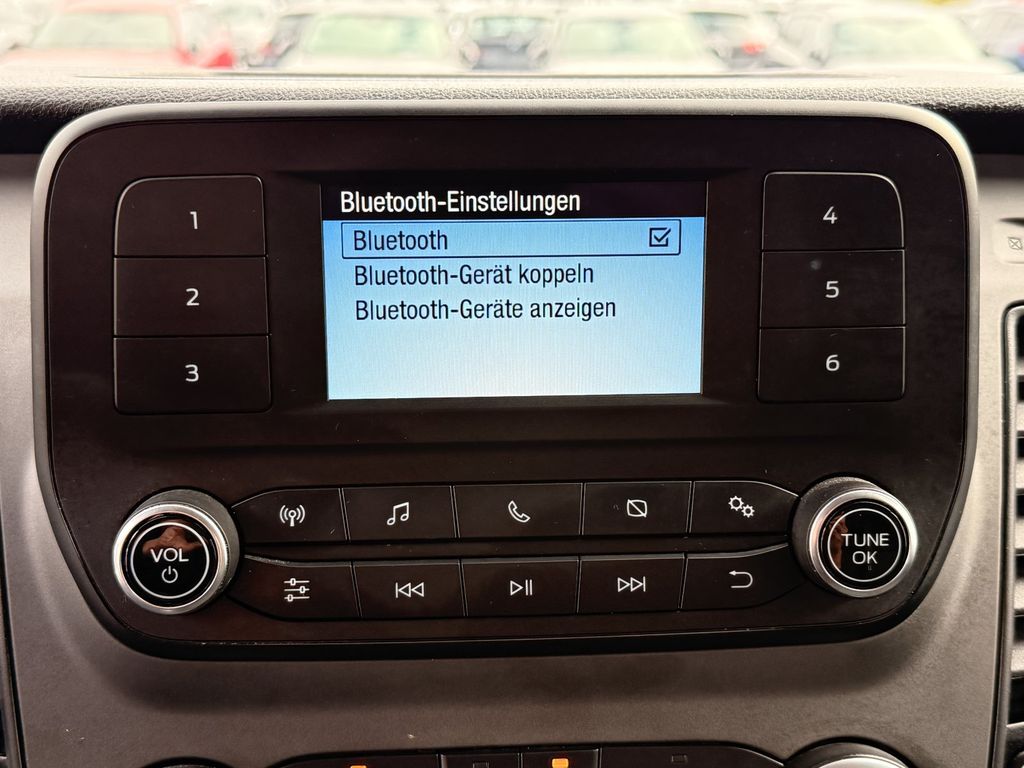 Bluetooth-Einstellungen
Bluetooth
Bluetooth-Gerät koppeln
Bluetooth-Geräte anzeigen
1
2
3
4
5
6
VOL
TUNE
OK